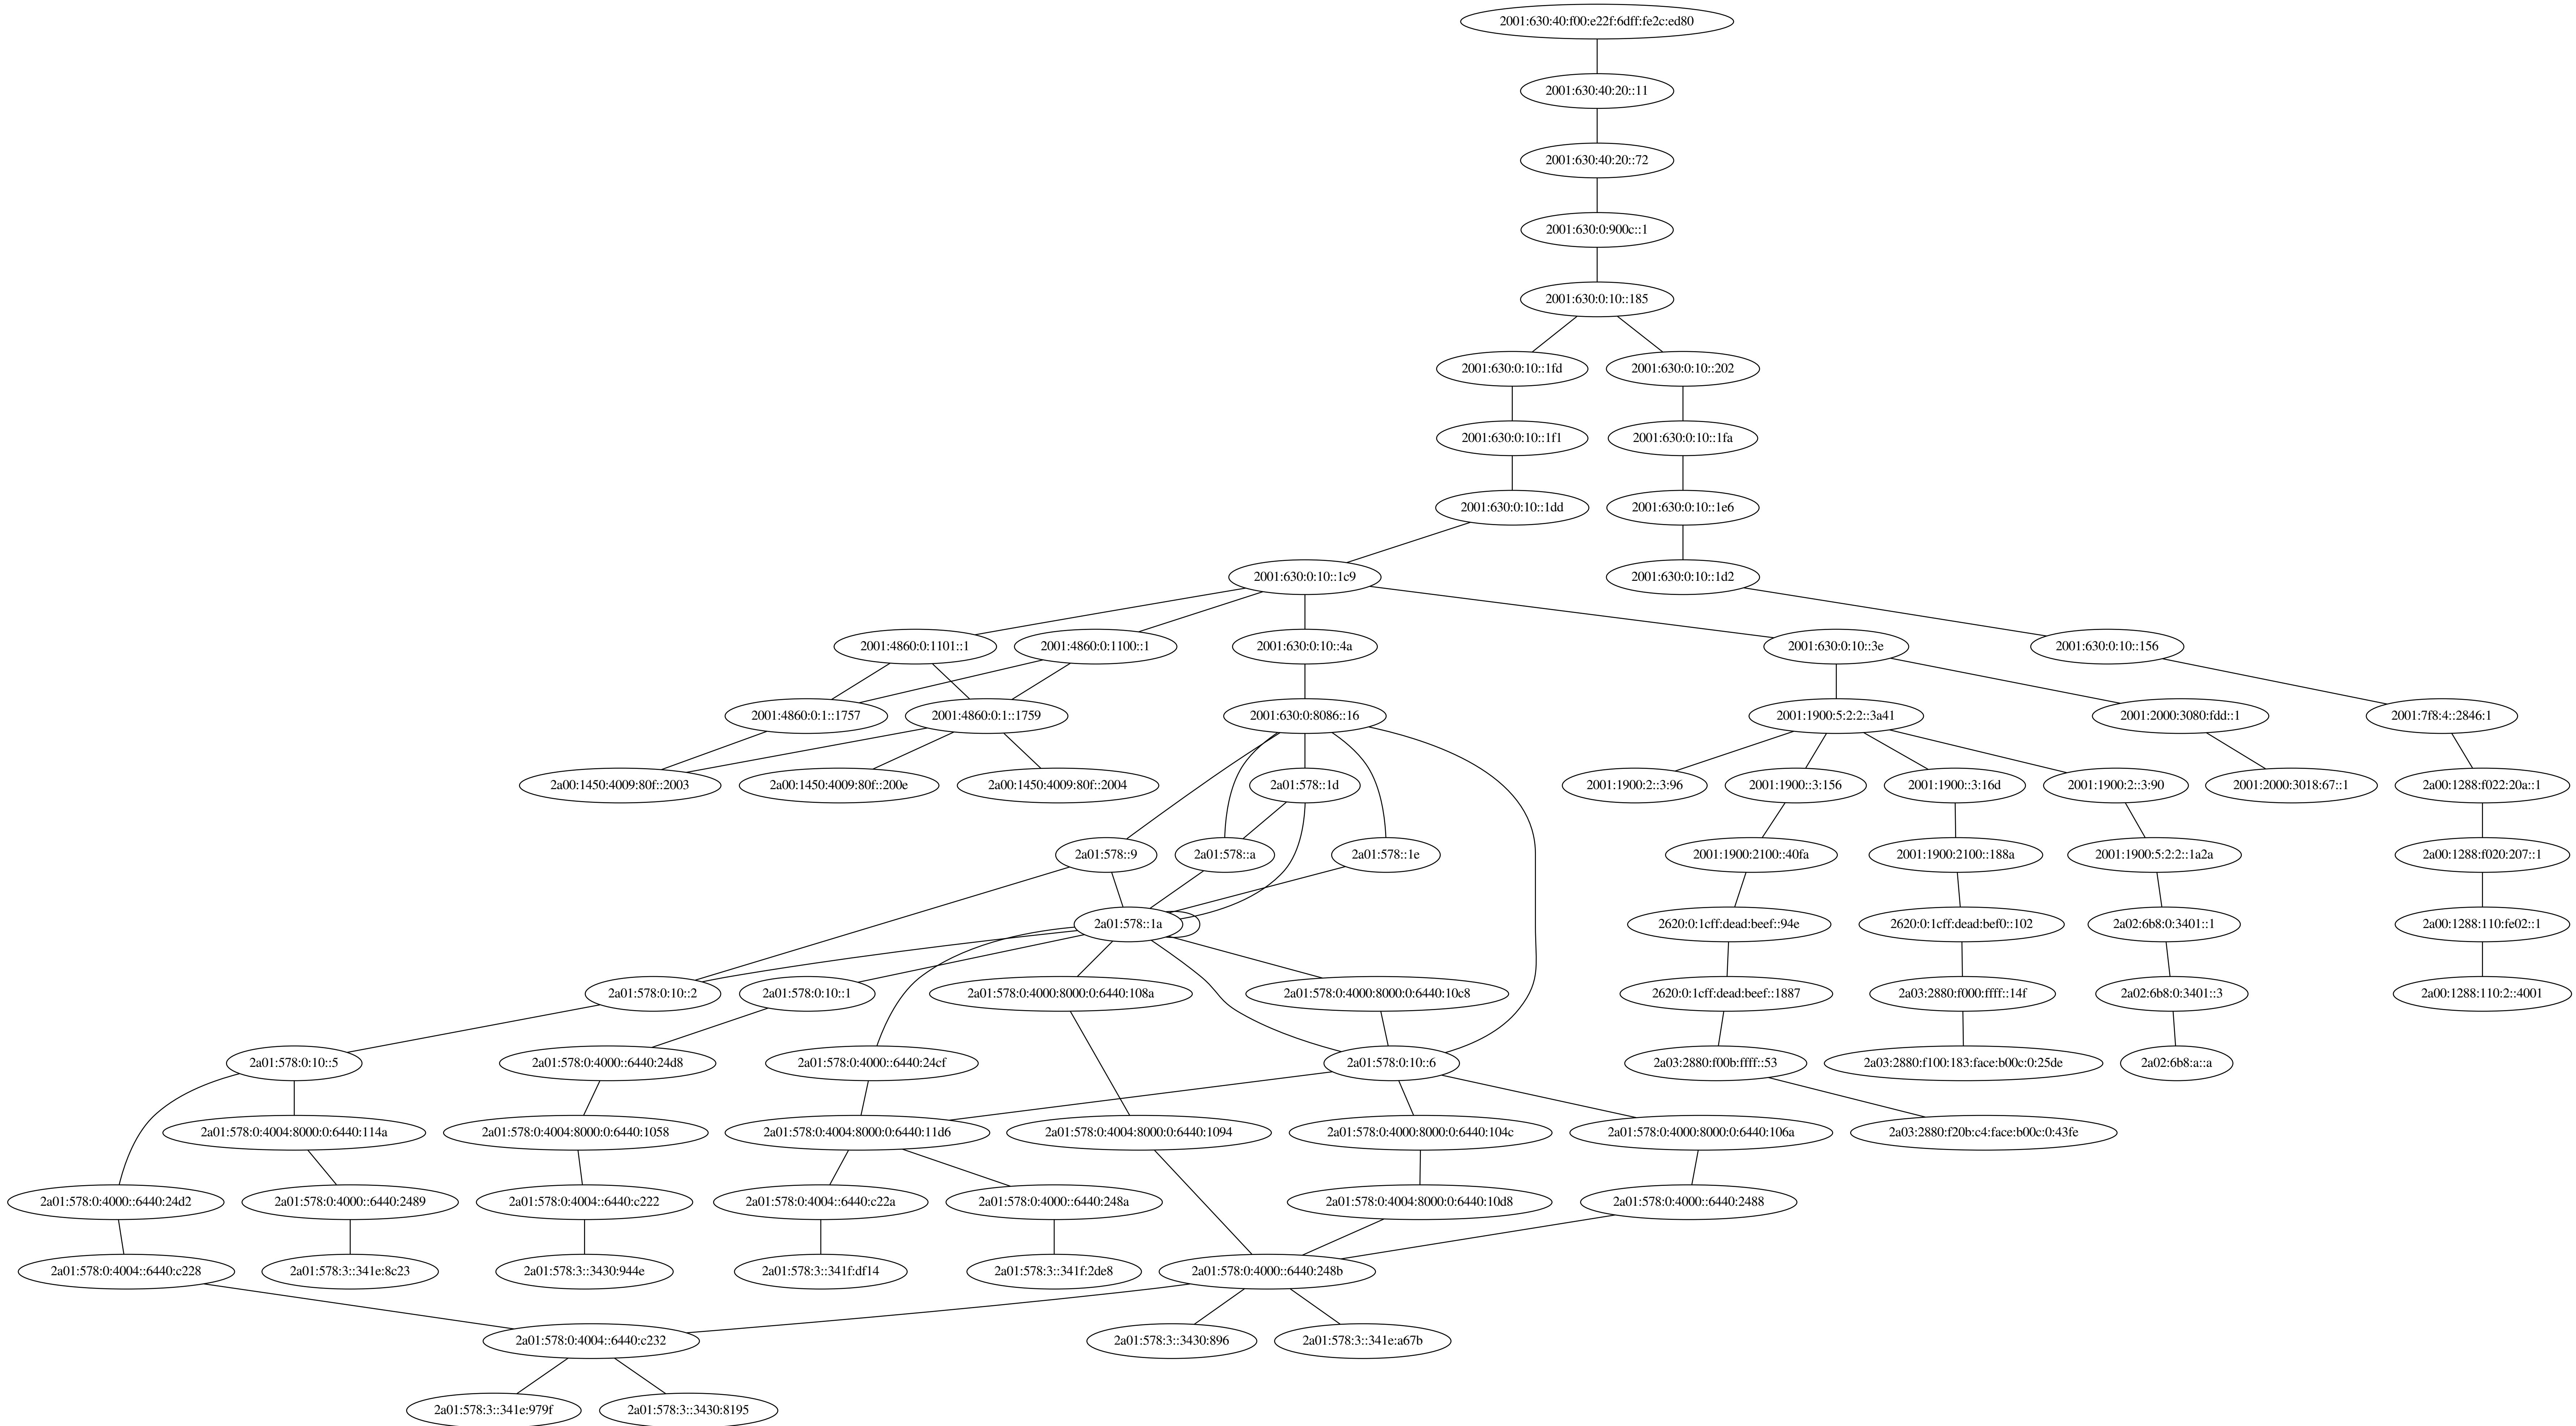 2001:630:40:f00:e22f:6dff:fe2c:ed80
2001:630:40:20::11
2001:630:40:20::72
2001:630:0:900c::1
2001:630:0:10::185
2001:630:0:10::1fd
2001:630:0:10::202
2001:630:0:10::1f1
2001:630:0:10::1fa
2001:630:0:10::1dd
2001:630:0:10::1e6
2001:630:0:10::1c9
2001:630:0:10::1d2
2001:4860:0:1101::1
2001:4860:0:1100::1
2001:630:0:10::4a
2001:630:0:10::3e
2001:630:0:10::156
2001:4860:0:1::1757
2001:4860:0:1::1759
2001:630:0:8086::16
2001:1900:5:2:2::3a41
2001:2000:3080:fdd::1
2001:7f8:4::2846:1
2a00:1450:4009:80f::2003
2a00:1450:4009:80f::200e
2a00:1450:4009:80f::2004
2a01:578::1d
2001:1900:2::3:96
2001:1900::3:156
2001:1900::3:16d
2001:1900:2::3:90
2001:2000:3018:67::1
2a00:1288:f022:20a::1
2a01:578::9
2a01:578::a
2a01:578::1e
2001:1900:2100::40fa
2001:1900:2100::188a
2001:1900:5:2:2::1a2a
2a00:1288:f020:207::1
2a01:578::1a
2620:0:1cff:dead:beef::94e
2620:0:1cff:dead:bef0::102
2a02:6b8:0:3401::1
2a00:1288:110:fe02::1
2a01:578:0:10::2
2a01:578:0:10::1
2a01:578:0:4000:8000:0:6440:108a
2a01:578:0:4000:8000:0:6440:10c8
2620:0:1cff:dead:beef::1887
2a03:2880:f000:ffff::14f
2a02:6b8:0:3401::3
2a00:1288:110:2::4001
2a01:578:0:10::5
2a01:578:0:4000::6440:24d8
2a01:578:0:4000::6440:24cf
2a01:578:0:10::6
2a03:2880:f00b:ffff::53
2a03:2880:f100:183:face:b00c:0:25de
2a02:6b8:a::a
2a01:578:0:4004:8000:0:6440:114a
2a01:578:0:4004:8000:0:6440:1058
2a01:578:0:4004:8000:0:6440:11d6
2a01:578:0:4004:8000:0:6440:1094
2a01:578:0:4000:8000:0:6440:104c
2a01:578:0:4000:8000:0:6440:106a
2a03:2880:f20b:c4:face:b00c:0:43fe
2a01:578:0:4000::6440:24d2
2a01:578:0:4000::6440:2489
2a01:578:0:4004::6440:c222
2a01:578:0:4004::6440:c22a
2a01:578:0:4000::6440:248a
2a01:578:0:4004:8000:0:6440:10d8
2a01:578:0:4000::6440:2488
2a01:578:0:4004::6440:c228
2a01:578:3::341e:8c23
2a01:578:3::3430:944e
2a01:578:3::341f:df14
2a01:578:3::341f:2de8
2a01:578:0:4000::6440:248b
2a01:578:0:4004::6440:c232
2a01:578:3::3430:896
2a01:578:3::341e:a67b
2a01:578:3::341e:979f
2a01:578:3::3430:8195